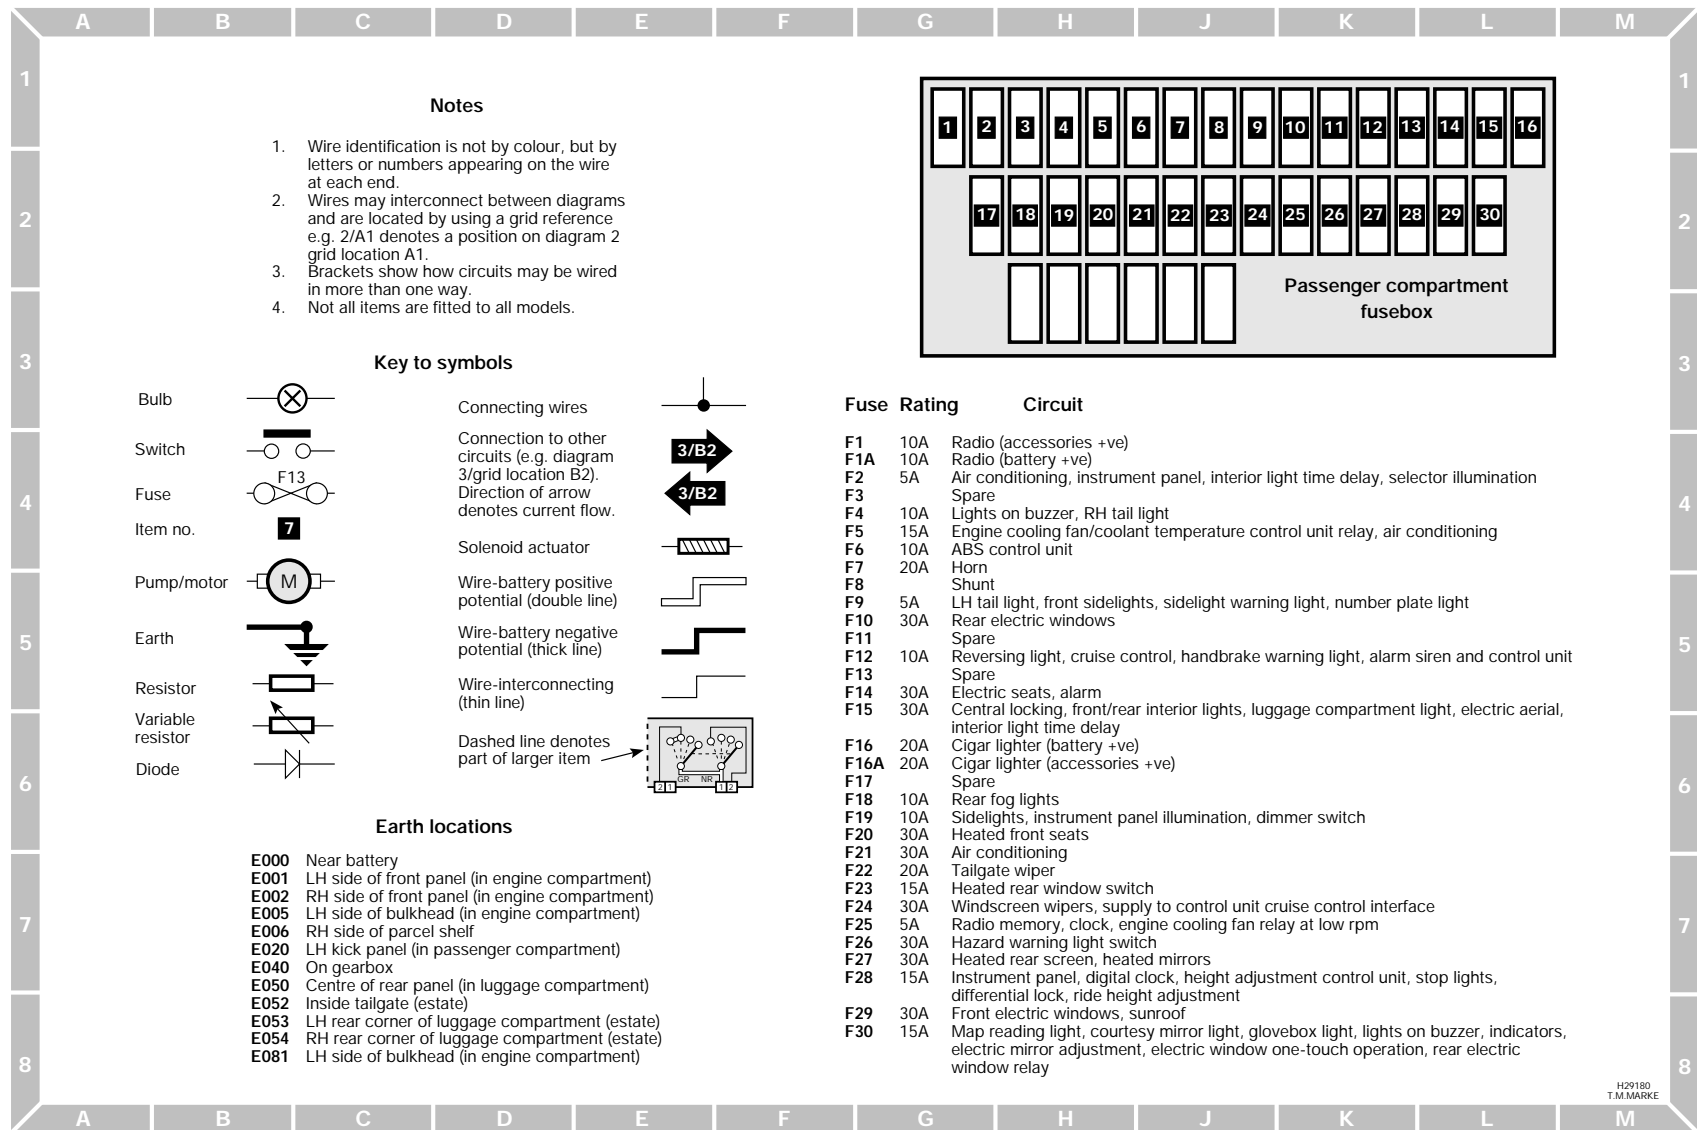 A B C D E F G H J K L M
1 1
2 2
3 3
4 4
5 5
6 6
7 7
8 8
Notes
1. Wire identification is not by colour, but by
letters or numbers appearing on the wire
at each end.
2. Wires may interconnect between diagrams
and are located by using a grid reference
e.g. 2/A1 denotes a position on diagram 2
grid location A1.
3. Brackets show how circuits may be wired
in more than one way.
4. Not all items are fitted to all models.
Key to symbols
Bulb
Switch
Fuse F13
Item no. 7
Pump/motor M
Earth
Resistor
Variable
resistor
Diode
Connecting wires
Connection to other
circuits (e.g. diagram
3/grid location B2).
Direction of arrow
denotes current flow.
3/B2
3/B2
Solenoid actuator
Wire-battery positive
potential (double line)
Wire-battery negative
potential (thick line)
Wire-interconnecting
(thin line)
Dashed line denotes
part of larger item
GR NR
2 1 1 2
Earth locations
E000 Near battery
E001 LH side of front panel (in engine compartment)
E002 RH side of front panel (in engine compartment)
E005 LH side of bulkhead (in engine compartment)
E006 RH side of parcel shelf
E020 LH kick panel (in passenger compartment)
E040 On gearbox
E050 Centre of rear panel (in luggage compartment)
E052 Inside tailgate (estate)
E053 LH rear corner of luggage compartment (estate)
E054 RH rear corner of luggage compartment (estate)
E081 LH side of bulkhead (in engine compartment)
1 2 3 4 5 6 7 8 9 10 11 12 13 14 15 16
17 18 19 20 21 22 23 24 25 26 27 28 29 30
Passenger compartment
fusebox
Fuse Rating Circuit
F1 10A Radio (accessories +ve)
F1A 10A Radio (battery +ve)
F2 5A Air conditioning, instrument panel, interior light time delay, selector illumination
F3 Spare
F4 10A Lights on buzzer, RH tail light
F5 15A Engine cooling fan/coolant temperature control unit relay, air conditioning
F6 10A ABS control unit
F7 20A Horn
F8 Shunt
F9 5A LH tail light, front sidelights, sidelight warning light, number plate light
F10 30A Rear electric windows
F11 Spare
F12 10A Reversing light, cruise control, handbrake warning light, alarm siren and control unit
F13 Spare
F14 30A Electric seats, alarm
F15 30A Central locking, front/rear interior lights, luggage compartment light, electric aerial,
interior light time delay
F16 20A Cigar lighter (battery +ve)
F16A 20A Cigar lighter (accessories +ve)
F17 Spare
F18 10A Rear fog lights
F19 10A Sidelights, instrument panel illumination, dimmer switch
F20 30A Heated front seats
F21 30A Air conditioning
F22 20A Tailgate wiper
F23 15A Heated rear window switch
F24 30A Windscreen wipers, supply to control unit cruise control interface
F25 5A Radio memory, clock, engine cooling fan relay at low rpm
F26 30A Hazard warning light switch
F27 30A Heated rear screen, heated mirrors
F28 15A Instrument panel, digital clock, height adjustment control unit, stop lights,
differential lock, ride height adjustment
F29 30A Front electric windows, sunroof
F30 15A Map reading light, courtesy mirror light, glovebox light, lights on buzzer, indicators,
electric mirror adjustment, electric window one-touch operation, rear electric
window relay
H29180
T.M.MARKE
A B C D E F G H J K L M